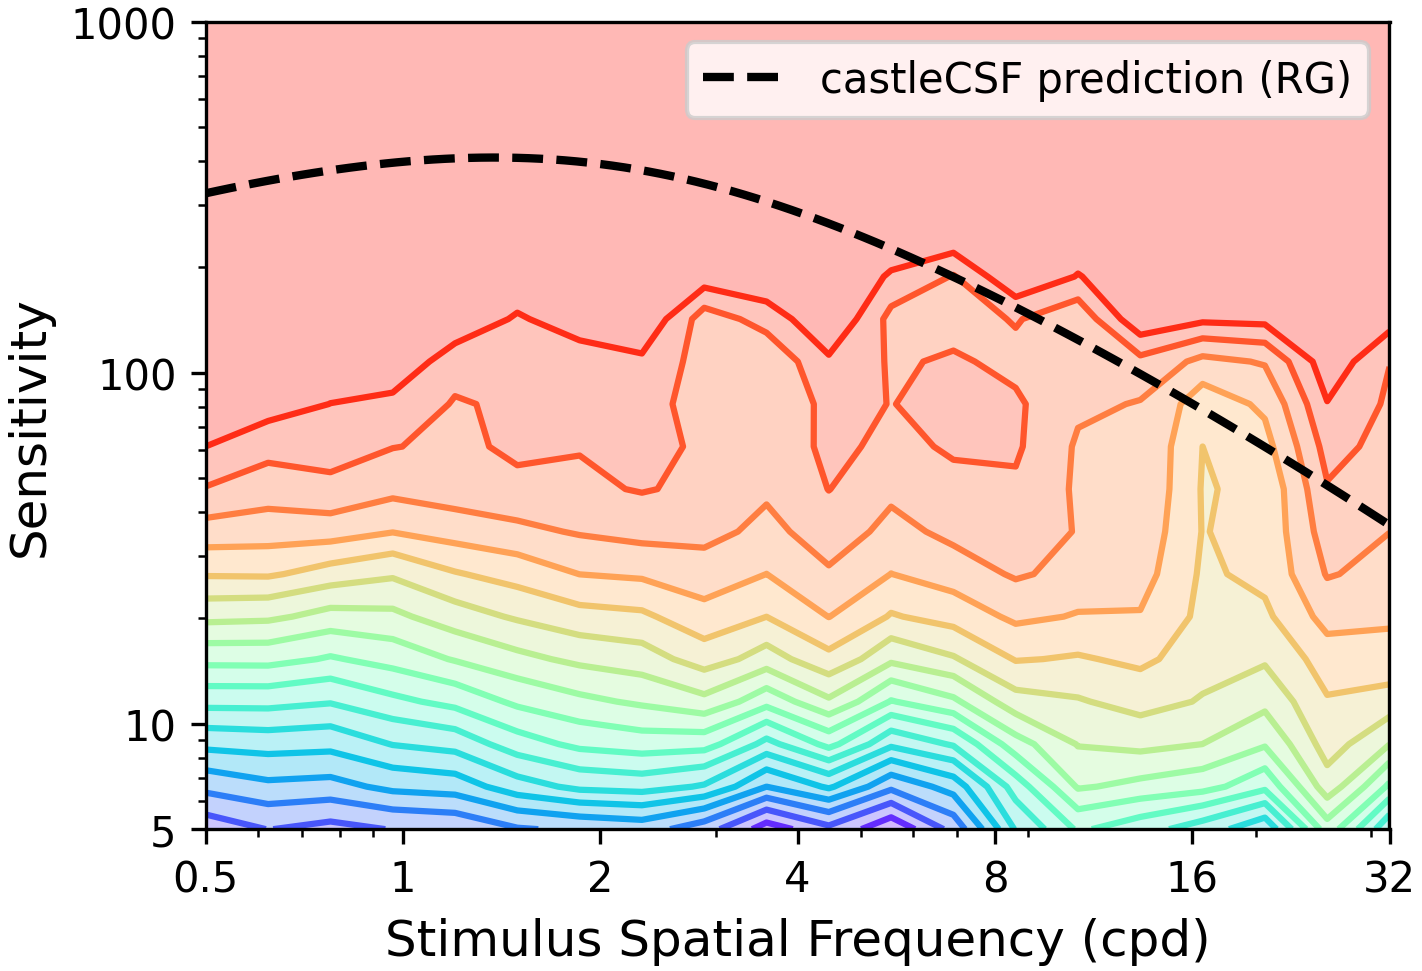 1000
castleCSF prediction (RG)
100
10
5
Sensitivity
0.5 1 2 4 8 16 32
Stimulus Spatial Frequency (cpd)